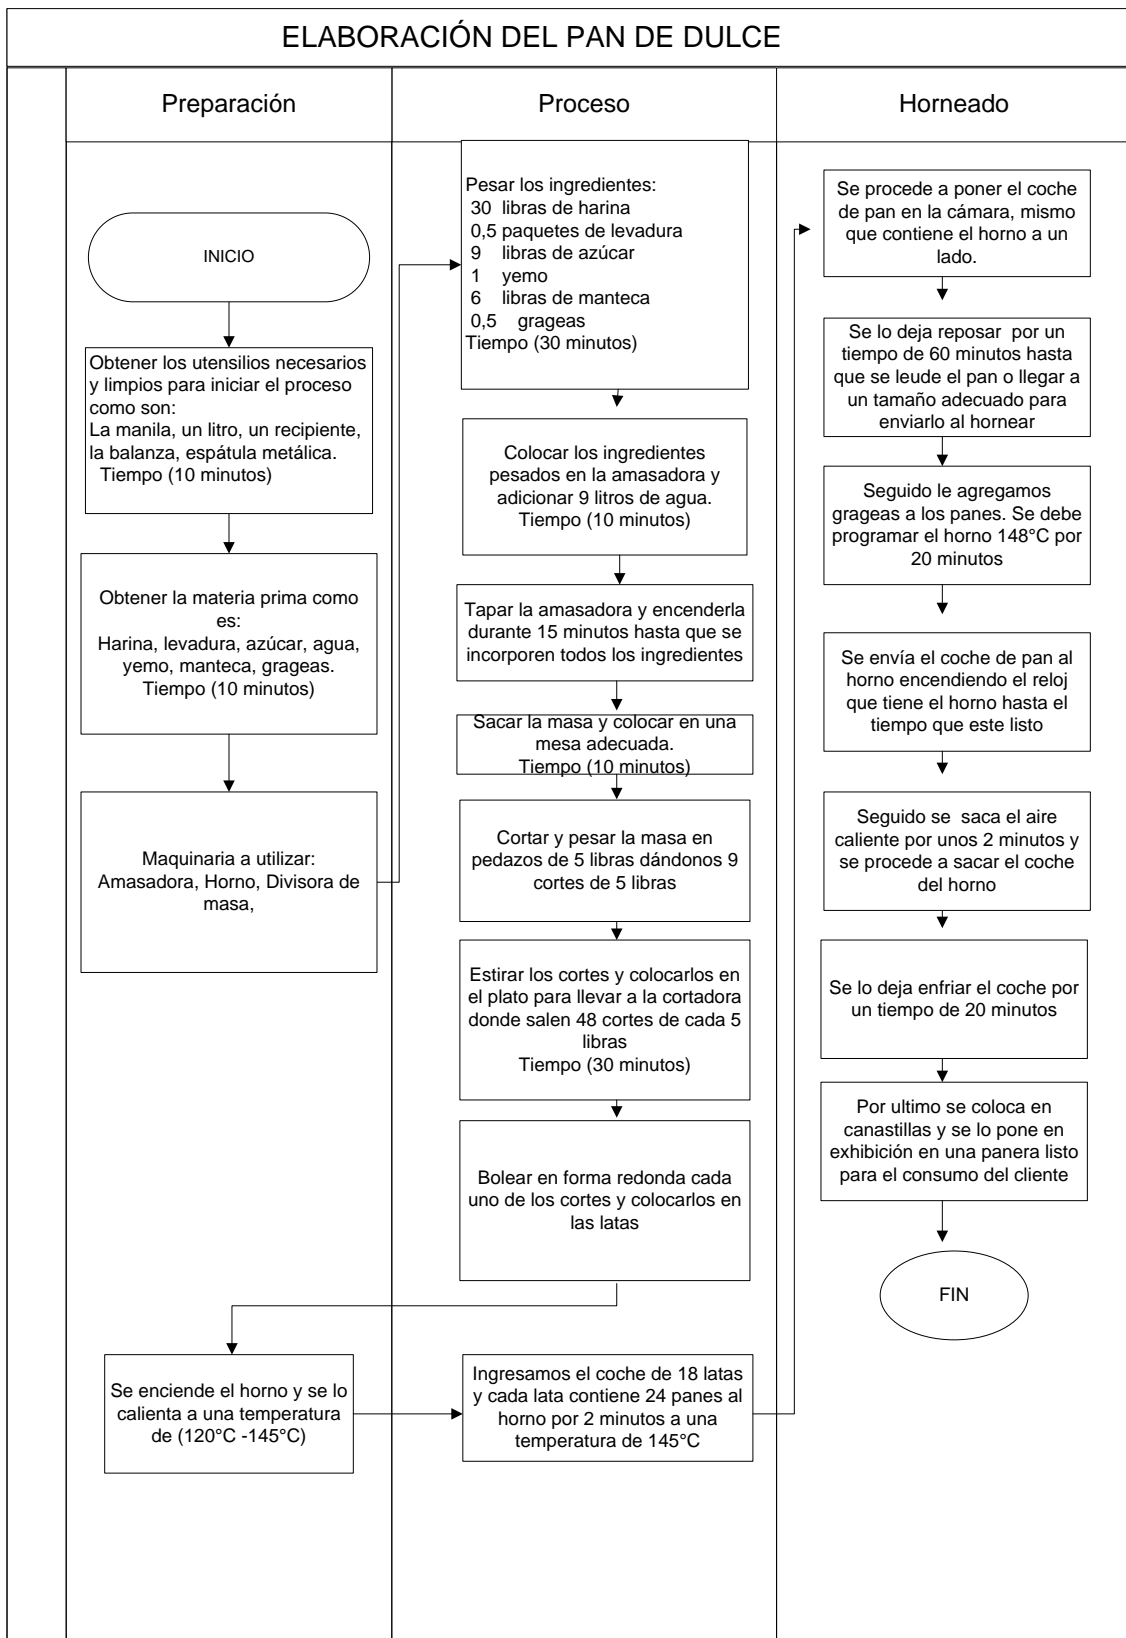 ELABORACIÓN DEL PAN DE DULCE
Preparación
Proceso
Horneado
INICIO
Obtener los utensilios necesarios
y limpios para iniciar el proceso
como son:
La manila, un litro, un recipiente,
la balanza, espátula metálica.
Tiempo (10 minutos)
Obtener la materia prima como
es:
Harina, levadura, azúcar, agua,
yemo, manteca, grageas.
Tiempo (10 minutos)
Maquinaria a utilizar:
Amasadora, Horno, Divisora de
masa,
Pesar los ingredientes:
30 libras de harina
0,5 paquetes de levadura
9 libras de azúcar
1 yemo
6 libras de manteca
0,5 grageas
Tiempo (30 minutos)
Colocar los ingredientes
pesados en la amasadora y
adicionar 9 litros de agua.
Tiempo (10 minutos)
Tapar la amasadora y encenderla
durante 15 minutos hasta que se
incorporen todos los ingredientes
Sacar la masa y colocar en una
mesa adecuada.
Tiempo (10 minutos)
Cortar y pesar la masa en
pedazos de 5 libras dándonos 9
cortes de 5 libras
Estirar los cortes y colocarlos en
el plato para llevar a la cortadora
donde salen 48 cortes de cada 5
libras
Tiempo (30 minutos)
Bolear en forma redonda cada
uno de los cortes y colocarlos en
las latas
Se enciende el horno y se lo
calienta a una temperatura
de (120°C -145°C)
Ingresamos el coche de 18 latas
y cada lata contiene 24 panes al
horno por 2 minutos a una
temperatura de 145°C
Se procede a poner el coche
de pan en la cámara, mismo
que contiene el horno a un
lado.
Se lo deja reposar por un
tiempo de 60 minutos hasta
que se leude el pan o llegar a
un tamaño adecuado para
enviarlo al hornear
Seguido le agregamos
grageas a los panes. Se debe
programar el horno 148°C por
20 minutos
Se envía el coche de pan al
horno encendiendo el reloj
que tiene el horno hasta el
tiempo que este listo
Seguido se saca el aire
caliente por unos 2 minutos y
se procede a sacar el coche
del horno
Se lo deja enfriar el coche por
un tiempo de 20 minutos
Por ultimo se coloca en
canastillas y se lo pone en
exhibición en una panera listo
para el consumo del cliente
FIN